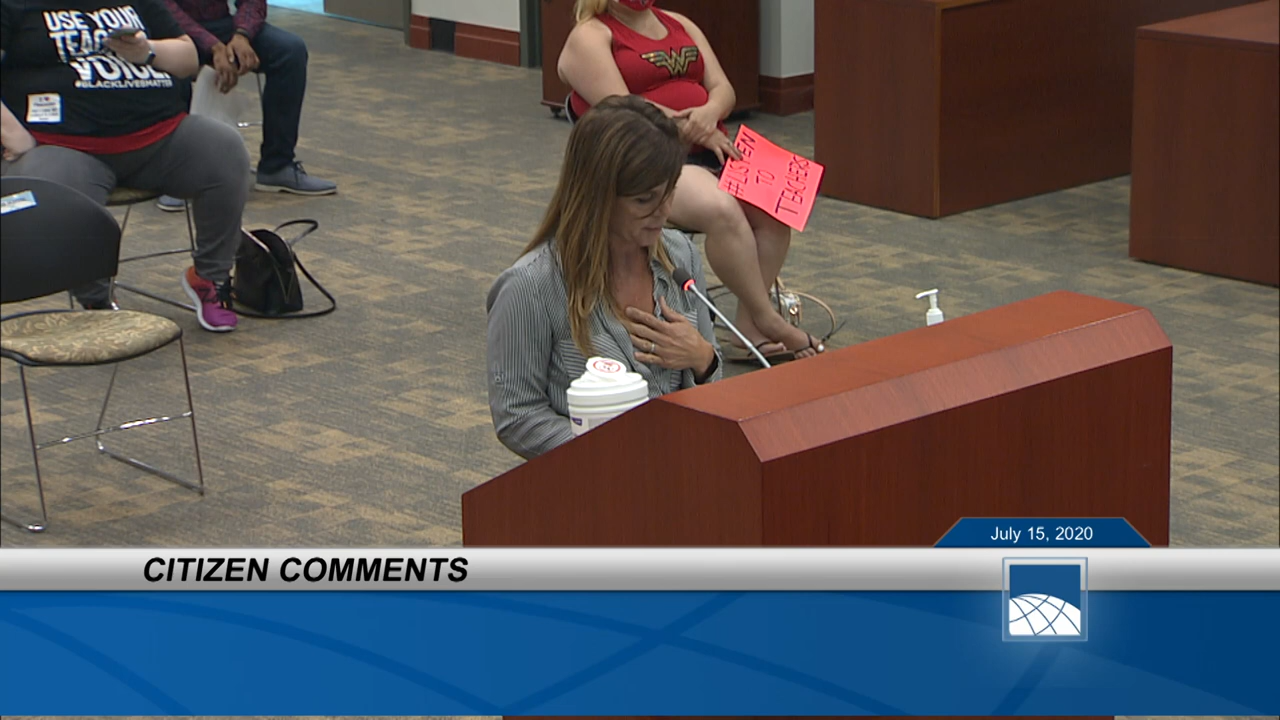 USE YOUR
TEACHER
VOICE
#BLACKLIVESMATTER
#LISTEN
TO
TEACHERS
July 15, 2020
CITIZEN COMMENTS